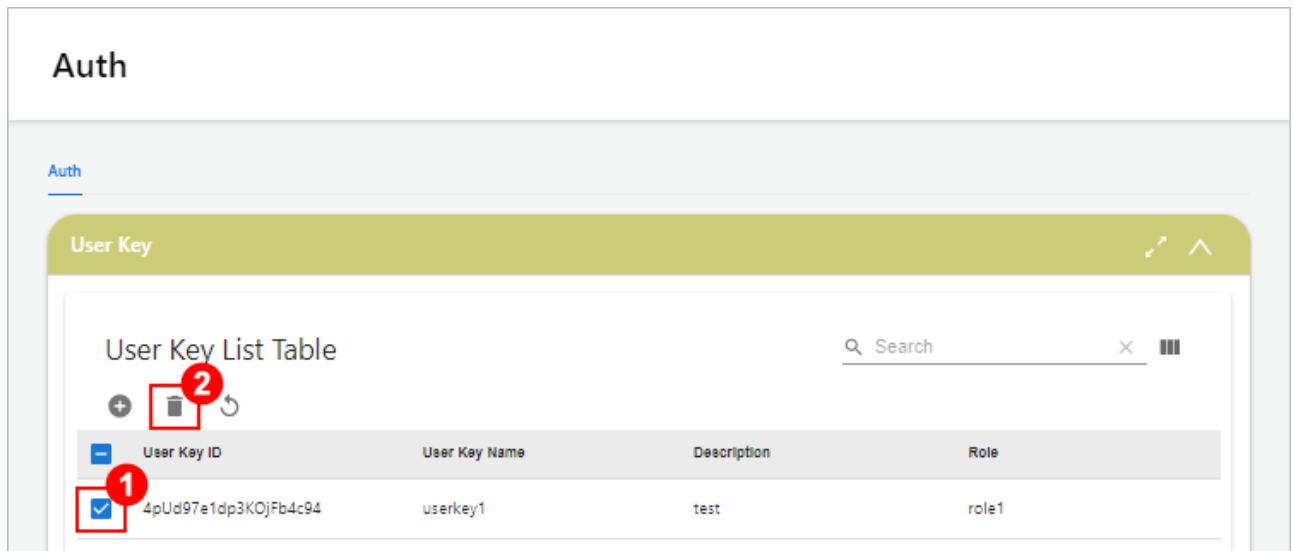 Auth
Auth
User Key
User Key List Table
Search
2
User Key ID User Key Name Description Role
1
4pUd97e1dp3KOjFb4c94 userkey1 test role1